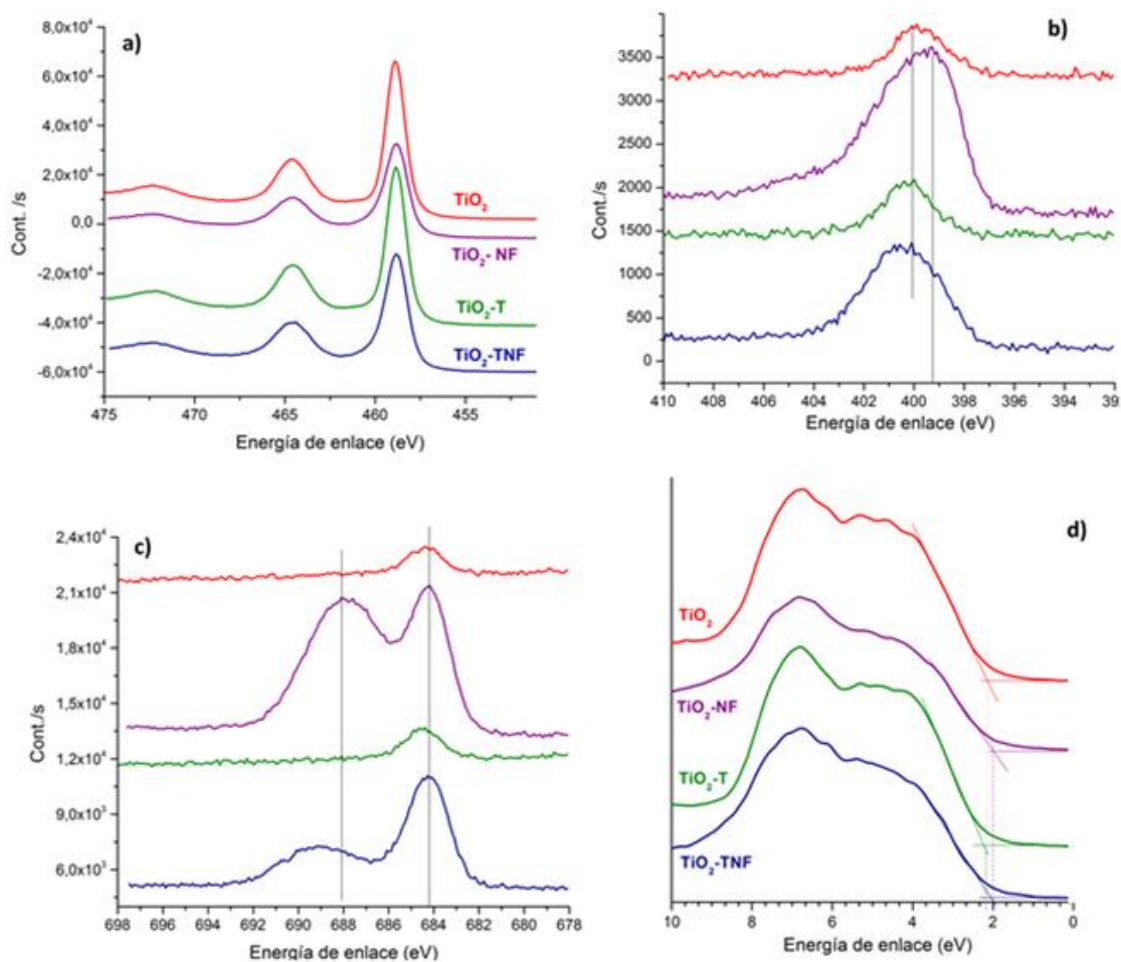 a)
8,0x10⁴
6,0x10⁴
4,0x10⁴
2,0x10⁴
0,0
-2,0x10⁴
-4,0x10⁴
-6,0x10⁴
Cont. /s
TiO₂
TiO₂- NF
TiO₂-T
TiO₂-TNF
475 470 465 460 455
Energía de enlace (eV)
b)
3500
3000
2500
2000
1500
1000
500
0
Cont./s
410 408 406 404 402 400 398 396 394 39
Energía de enlace (eV)
c)
2,4x10⁴
2,1x10⁴
1,8x10⁴
1,5x10⁴
1,2x10⁴
9,0x10³
6,0x10³
Cont./s
698 696 694 692 690 688 686 684 682 680 678
Energía de enlace (eV)
d)
TiO₂
TiO₂-NF
TiO₂-T
TiO₂-TNF
10 8 6 4 2 0
Energía de enlace (eV)